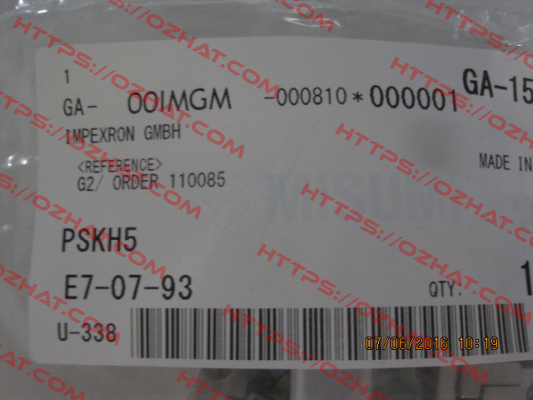 1
GA- 00IMGM -000810*000001 GA-15
IMPEXRON GMBH
<REFERENCE> MADE IN
G2/ ORDER 110085
MISUMI
PSKH5
E7-07-93 QTY: 1
U-338
07/06/2016 10:19
HTTPS://OZHAT.COM